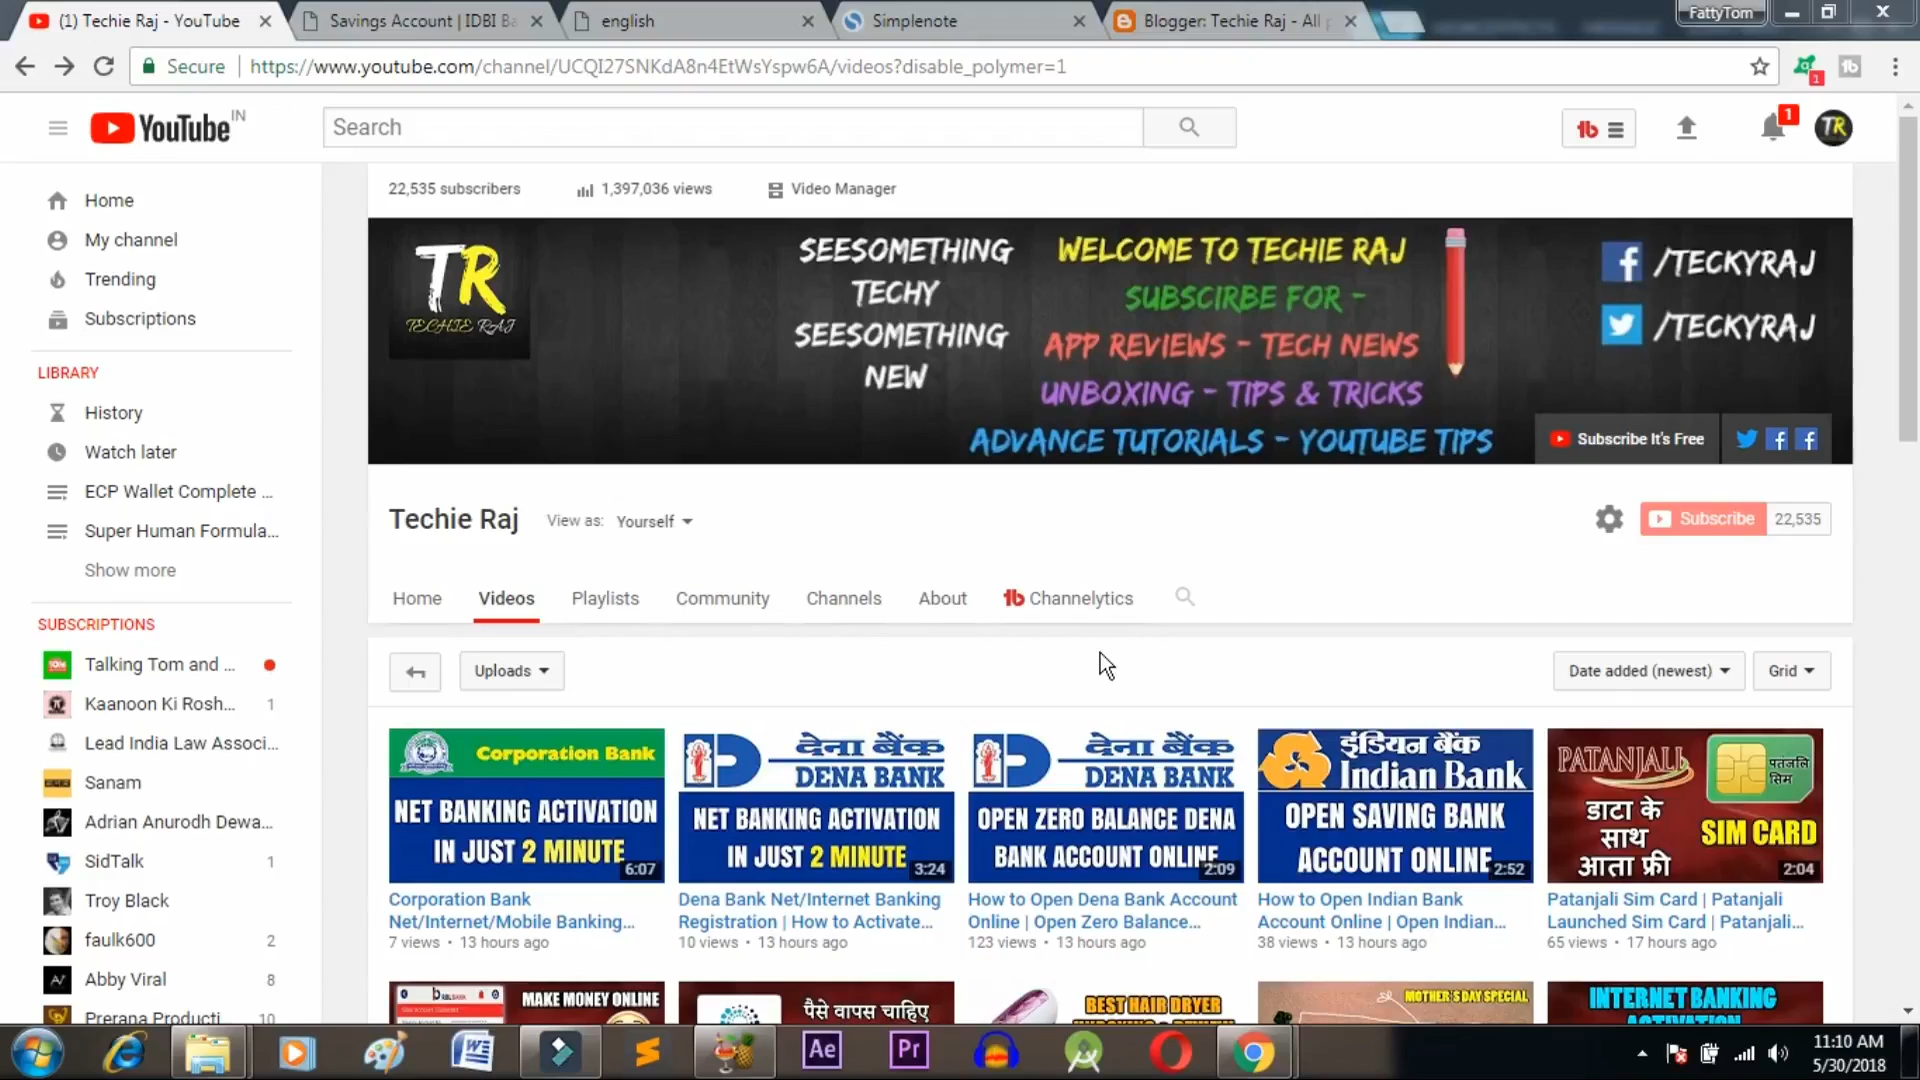 (1) Techie Raj - YouTube
Savings Account | IDBI Ba
english
Simplenote
Blogger: Techie Raj - All p
FattyTom
Secure
https://www.youtube.com/channel/UCQI27SNKdA8n4EtWsYspw6A/videos?disable_polymer=1
1
YouTube IN
Search
1
TR
Home
My channel
Trending
Subscriptions
LIBRARY
History
Watch later
ECP Wallet Complete ...
Super Human Formula...
Show more
SUBSCRIPTIONS
Talking Tom and ...
Kaanoon Ki Rosh... 1
Lead India Law Associ...
Sanam
Adrian Anurodh Dewa...
SidTalk 1
Troy Black
faulk600 2
Abby Viral 8
Prerana Producti 10
22,535 subscribers
1,397,036 views
Video Manager
TR
TECHIE RAJ
SEESOMETHING
TECHY
SEESOMETHING
NEW
WELCOME TO TECHIE RAJ
SUBSCIRBE FOR -
APP REVIEWS - TECH NEWS
UNBOXING - TIPS & TRICKS
ADVANCE TUTORIALS - YOUTUBE TIPS
/TECKYRAJ
/TECKYRAJ
Subscribe It's Free
Techie Raj
View as: Yourself
Subscribe 22,535
Home
Videos
Playlists
Community
Channels
About
Channelytics
Uploads
Date added (newest)
Grid
Corporation Bank
NET BANKING ACTIVATION
IN JUST 2 MINUTE
6:07
Corporation Bank
Net/Internet/Mobile Banking...
7 views • 13 hours ago
देना बैंक
DENA BANK
NET BANKING ACTIVATION
IN JUST 2 MINUTE
3:24
Dena Bank Net/Internet Banking
Registration | How to Activate...
10 views • 13 hours ago
देना बैंक
DENA BANK
OPEN ZERO BALANCE DENA
BANK ACCOUNT ONLINE
2:09
How to Open Dena Bank Account
Online | Open Zero Balance...
123 views • 13 hours ago
इंडियन बैंक
Indian Bank
OPEN SAVING BANK
ACCOUNT ONLINE
2:52
How to Open Indian Bank
Account Online | Open Indian...
38 views • 13 hours ago
PATANJALI
पतंजलि
सिम
डाटा के
साथ
आता फ्री
SIM CARD
2:04
Patanjali Sim Card | Patanjali
Launched Sim Card | Patanjali...
65 views • 17 hours ago
MAKE MONEY ONLINE
पैसे वापस चाहिए
BEST HAIR DRYER
MOTHER'S DAY SPECIAL
INTERNET BANKING
ACTIVATION
Ae
Pr
11:10 AM
5/30/2018